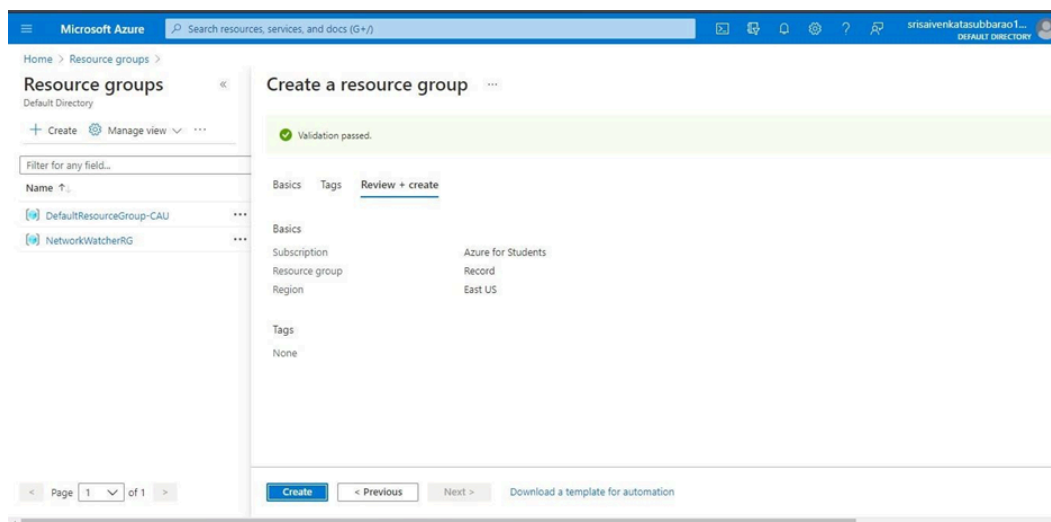 Microsoft Azure
Search resources, services, and docs (G+/)
srisaivenkatasubbarao1...
DEFAULT DIRECTORY
Home > Resource groups >
Resource groups
«
Default Directory
+ Create Manage view ...
Filter for any field...
Name ↑
DefaultResourceGroup-CAU ...
NetworkWatcherRG ...
< Page 1 of 1 >
Create a resource group ...
Validation passed.
Basics Tags Review + create
Basics
Subscription Azure for Students
Resource group Record
Region East US
Tags
None
Create < Previous Next > Download a template for automation